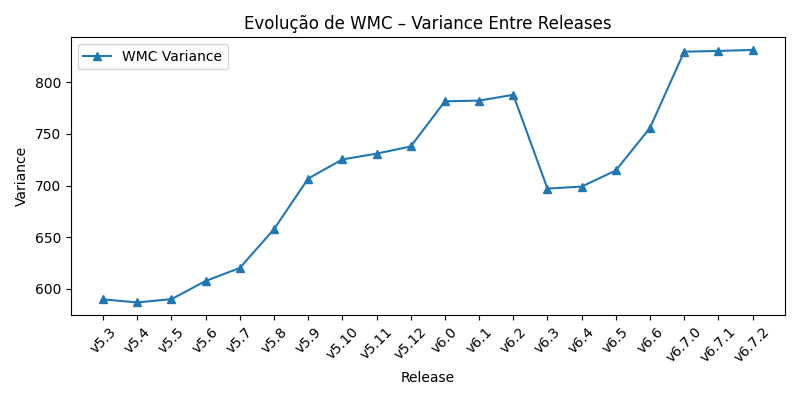 Evolução de WMC – Variance Entre Releases
WMC Variance
Variance
800
750
700
650
600
v5.3
v5.4
v5.5
v5.6
v5.7
v5.8
v5.9
v5.10
v5.11
v5.12
v6.0
v6.1
v6.2
v6.3
v6.4
v6.5
v6.6
v6.7.0
v6.7.1
v6.7.2
Release